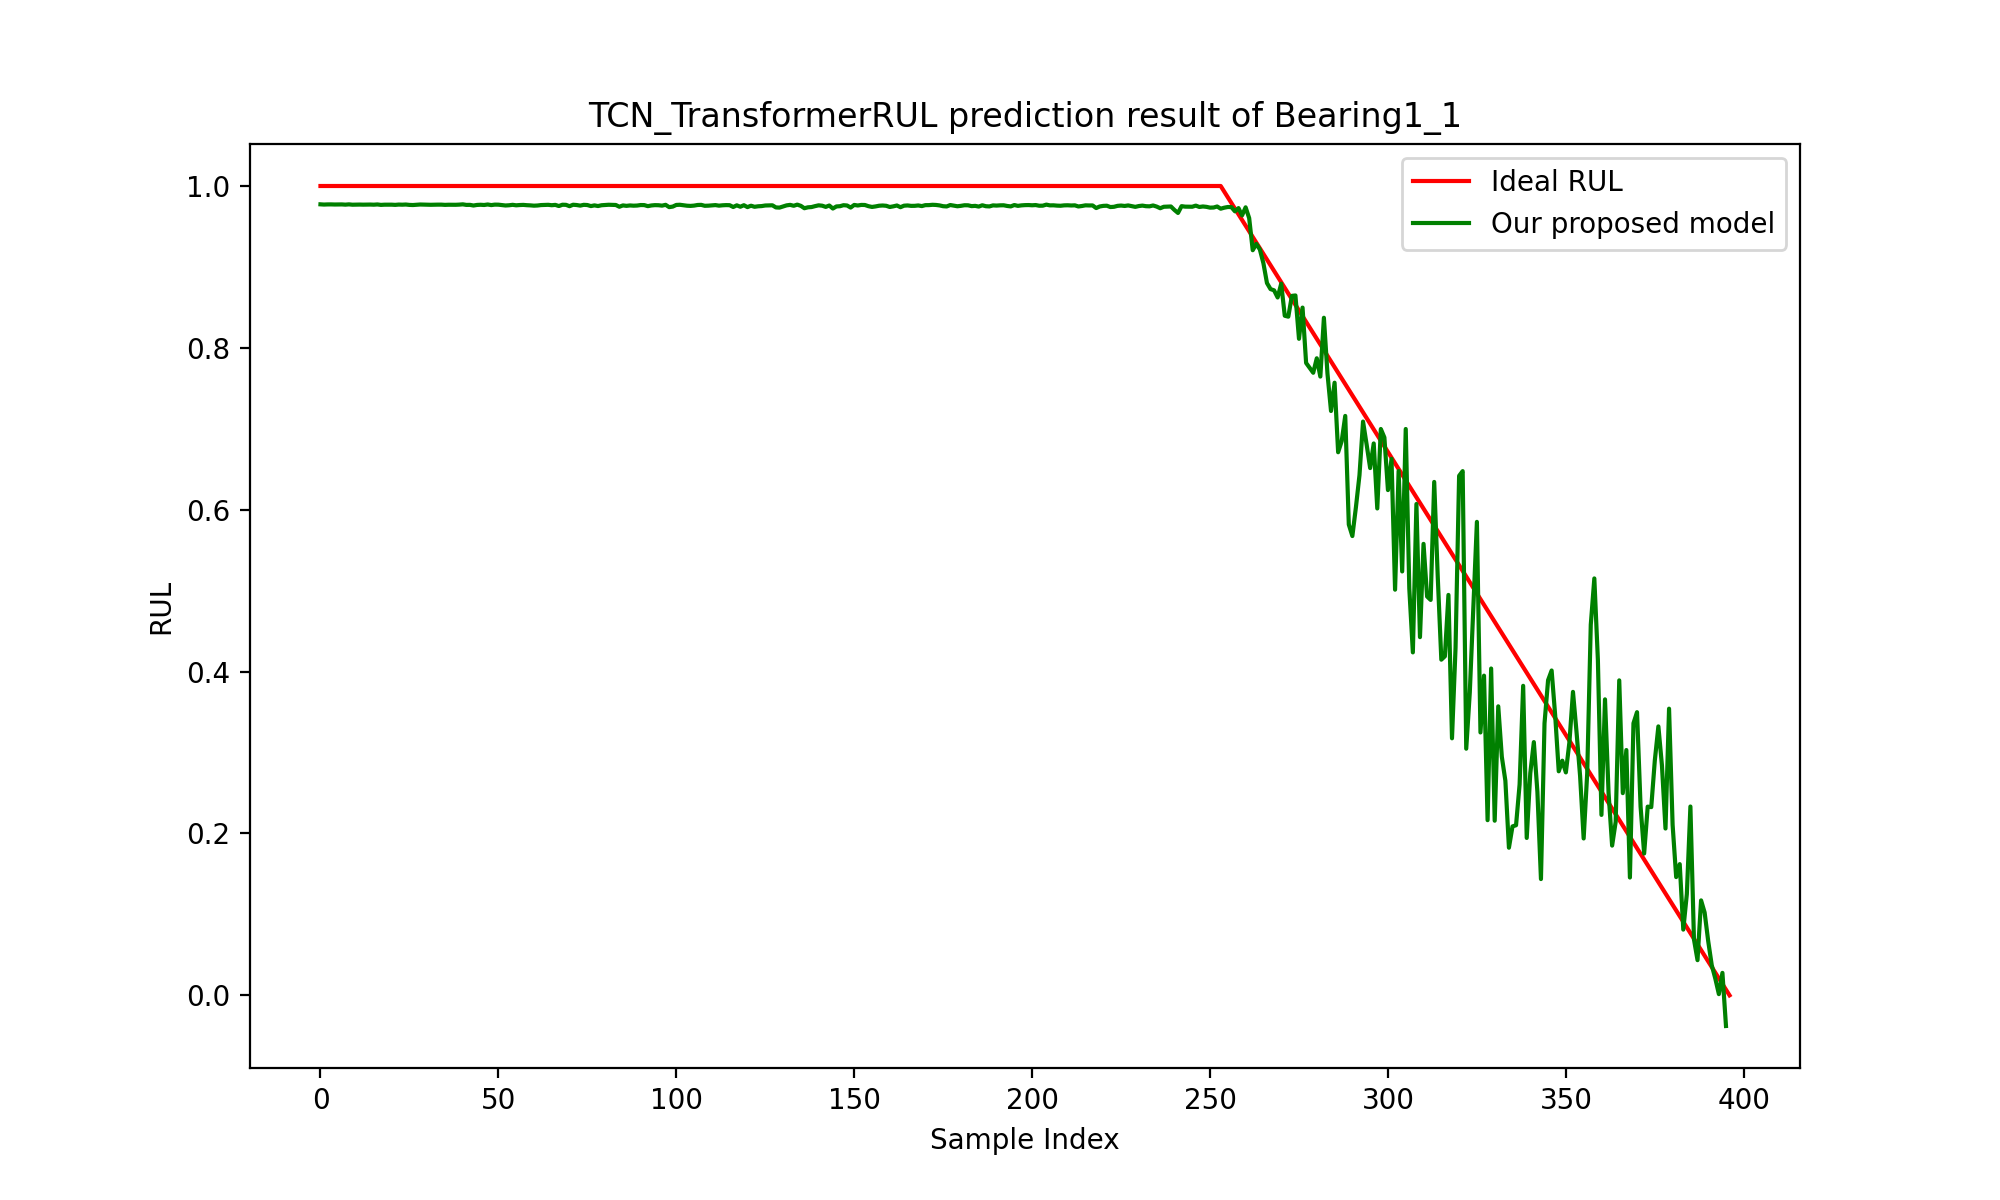 TCN_TransformerRUL prediction result of Bearing1_1
Ideal RUL
Our proposed model
1.0
0.8
0.6
0.4
0.2
0.0
RUL
0 50 100 150 200 250 300 350 400
Sample Index